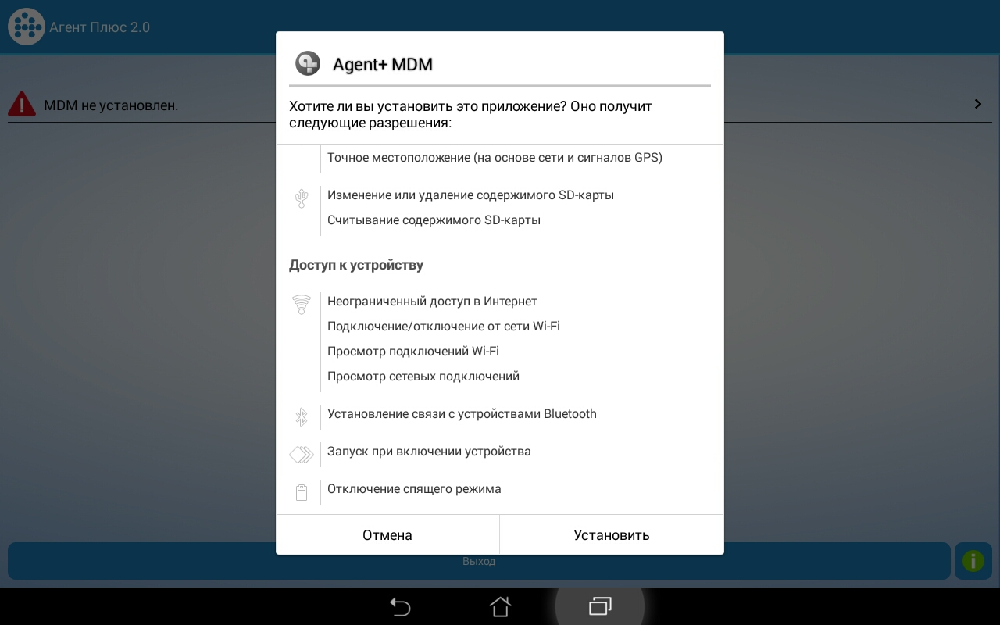 Агент Плюс 2.0
Agent+ MDM
MDM не установлен.
Хотите ли вы установить это приложение? Оно получит
следующие разрешения:
Точное местоположение (на основе сети и сигналов GPS)
Изменение или удаление содержимого SD-карты
Считывание содержимого SD-карты
Доступ к устройству
Неограниченный доступ в Интернет
Подключение/отключение от сети Wi-Fi
Просмотр подключений Wi-Fi
Просмотр сетевых подключений
Установление связи с устройствами Bluetooth
Запуск при включении устройства
Отключение спящего режима
Отмена
Установить
Выход